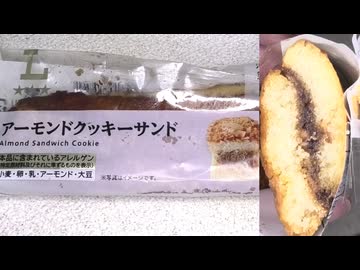 L
アーモンドクッキーサンド
Almond Sandwich Cookie
本品に含まれているアレルゲン
小麦・卵・乳・アーモンド・大豆
※写真はイメージです。